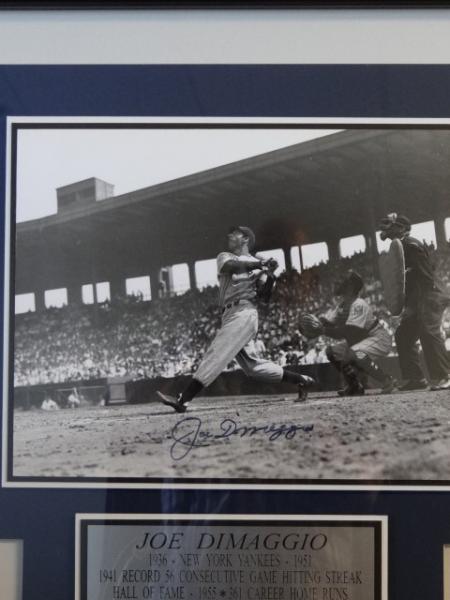 Joe DiMaggio
JOE DIMAGGIO
1936 - NEW YORK YANKEES - 1951
1941 RECORD 56 CONSECUTIVE GAME HITTING STREAK
HALL OF FAME - 1955 * 361 CAREER HOME RUNS